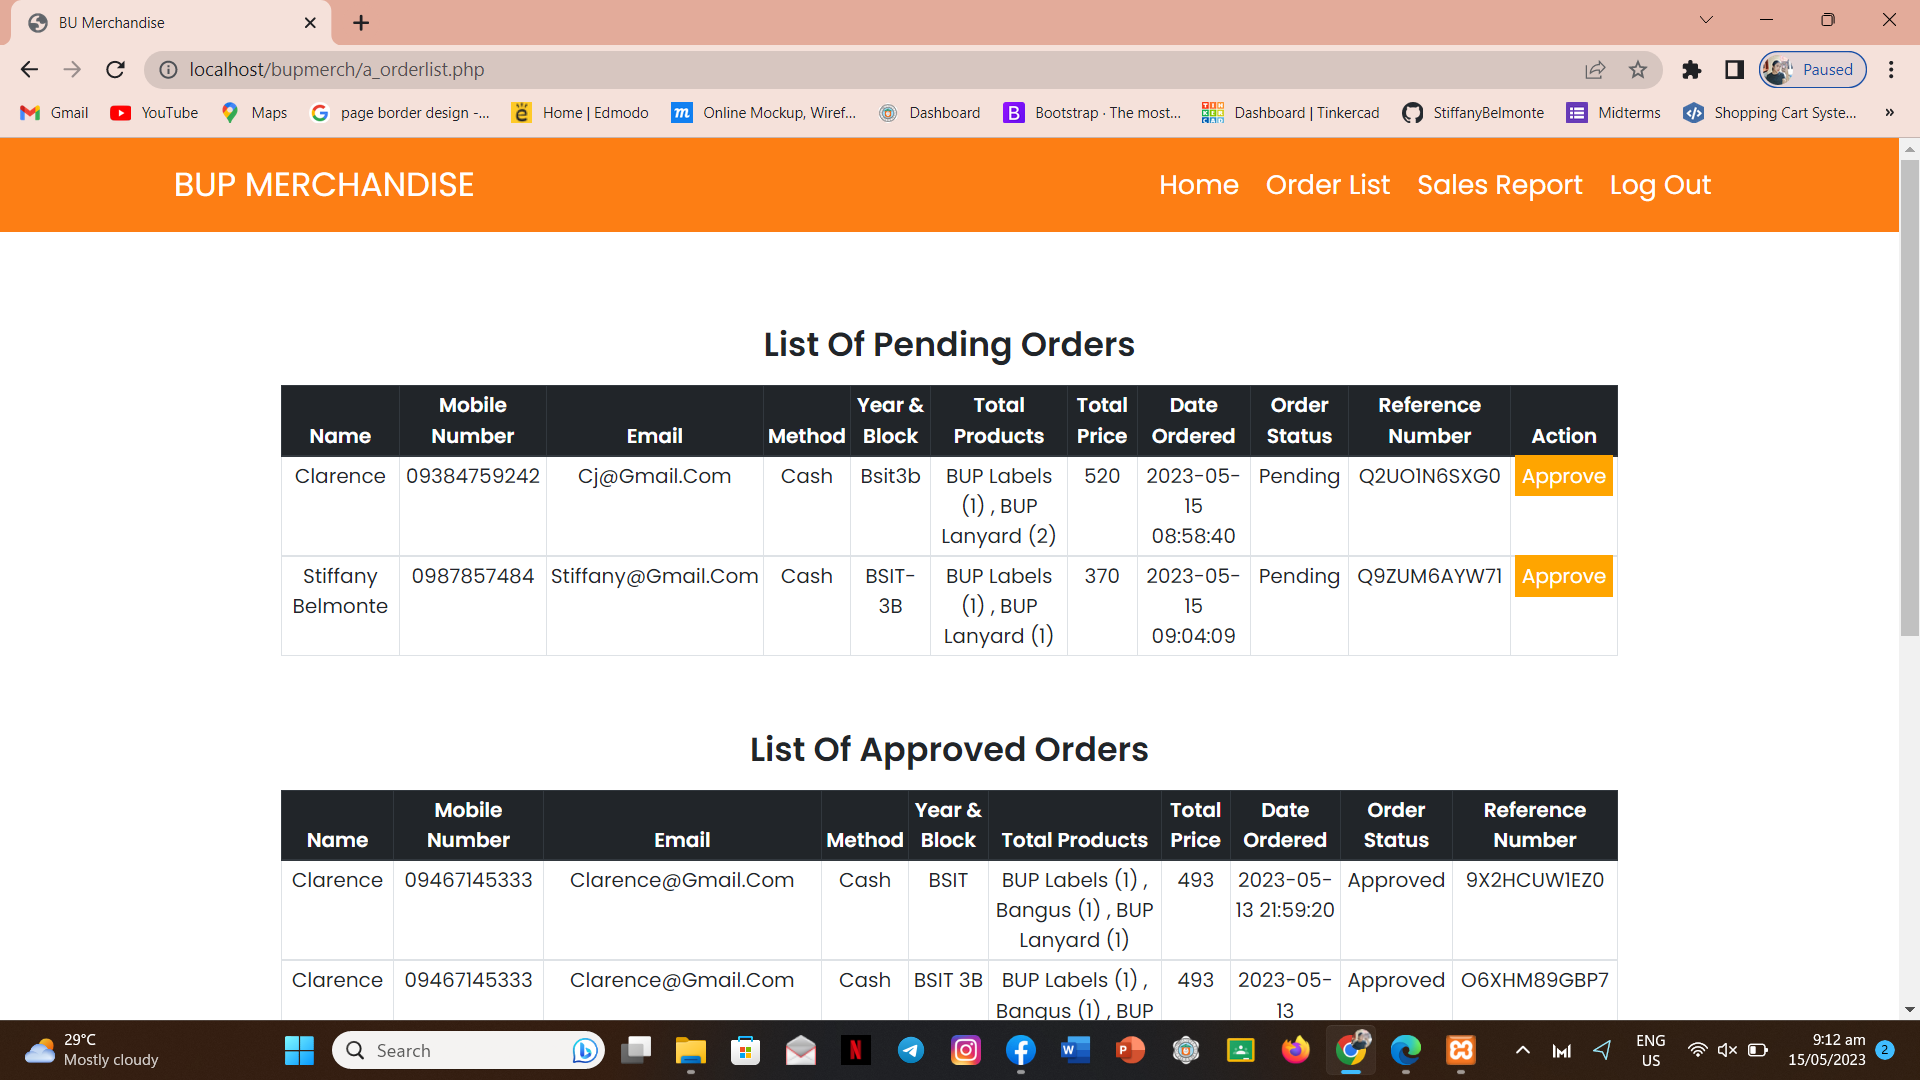 BU Merchandise
localhost/bupmerch/a_orderlist.php
Paused
Gmail
YouTube
Maps
page border design -...
Home | Edmodo
Online Mockup, Wiref...
Dashboard
Bootstrap · The most...
Dashboard | Tinkercad
StiffanyBelmonte
Midterms
Shopping Cart Syste...
»
BUP MERCHANDISE
Home
Order List
Sales Report
Log Out
List Of Pending Orders
Name Mobile Number Email Method Year & Block Total Products Total Price Date Ordered Order Status Reference Number Action
Clarence 09384759242 Cj@Gmail.Com Cash Bsit3b BUP Labels (1) , BUP Lanyard (2) 520 2023-05-15 08:58:40 Pending Q2UO1N6SXG0 Approve
Stiffany Belmonte 0987857484 Stiffany@Gmail.Com Cash BSIT-3B BUP Labels (1) , BUP Lanyard (1) 370 2023-05-15 09:04:09 Pending Q9ZUM6AYW71 Approve
List Of Approved Orders
Name Mobile Number Email Method Year & Block Total Products Total Price Date Ordered Order Status Reference Number
Clarence 09467145333 Clarence@Gmail.Com Cash BSIT BUP Labels (1) , Bangus (1) , BUP Lanyard (1) 493 2023-05-13 21:59:20 Approved 9X2HCUW1EZ0
Clarence 09467145333 Clarence@Gmail.Com Cash BSIT 3B BUP Labels (1) , Bangus (1) , BUP 493 2023-05-13 Approved O6XHM89GBP7
29°C
Mostly cloudy
Search
ENG
US
9:12 am
15/05/2023
2